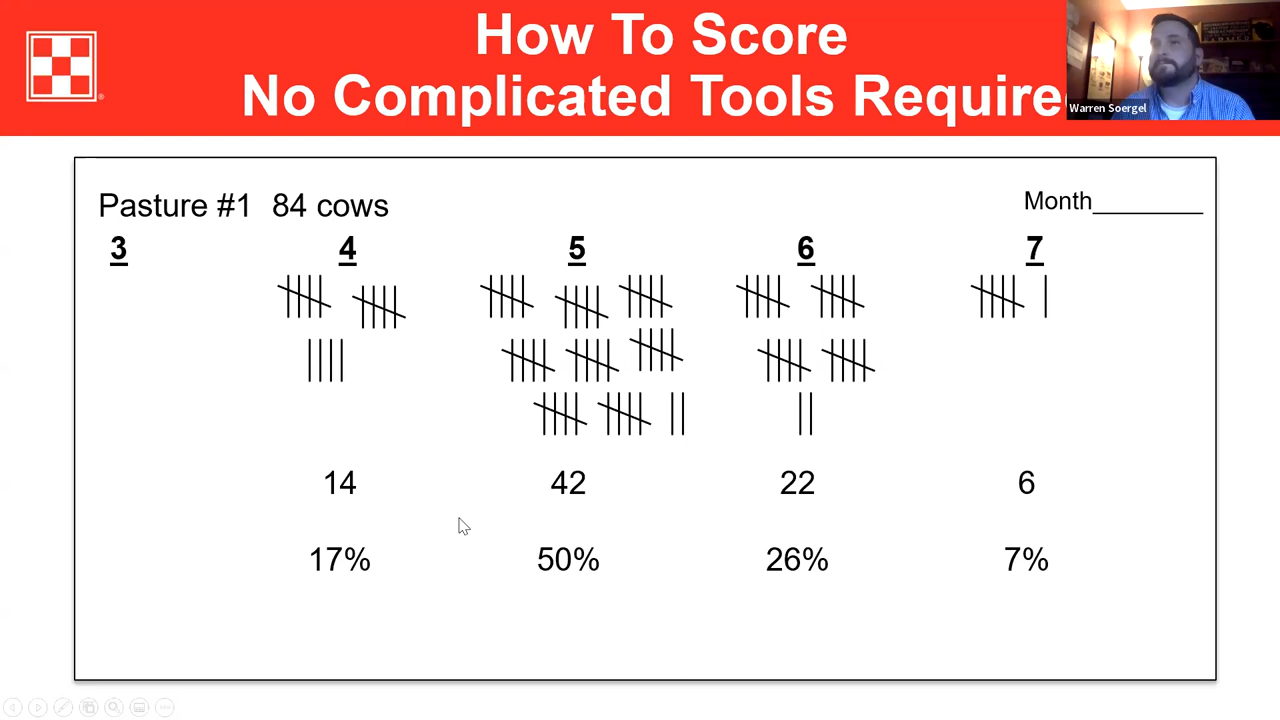 How To Score
No Complicated Tools Require
Warren Soergel
Pasture #1 84 cows
Month_________
3 4 5 6 7
14 42 22 6
17% 50% 26% 7%